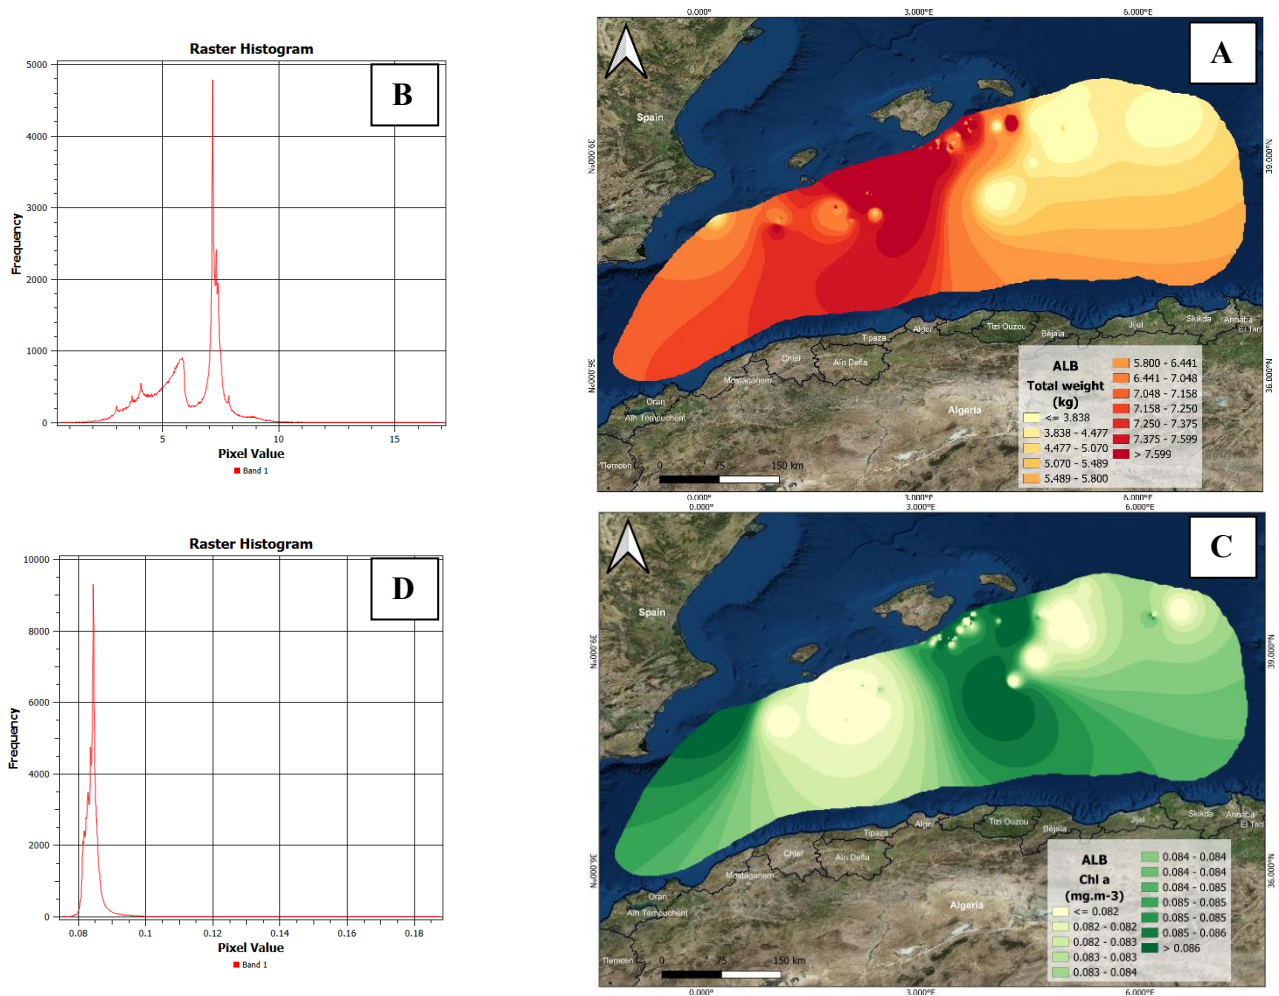 Raster Histogram
B
5000
4000
3000
2000
1000
0
Frequency
5
10
15
Pixel Value
Band 1
0.000°
3.000°E
6.000°E
A
Spain
39.000°N
39.000°N
36.000°N
36.000°N
Oran
Aïn Temouchent
Tlemcen
Mostaganem
Chlef
Aïn Defla
Tipaza
Alger
Tizi Ouzou
Béjaïa
Jijel
Skikda
Annaba
El Tarf
Algeria
0
75
150 km
ALB
Total weight
(kg)
<= 3.838
3.838 - 4.477
4.477 - 5.070
5.070 - 5.489
5.489 - 5.800
5.800 - 6.441
6.441 - 7.048
7.048 - 7.158
7.158 - 7.250
7.250 - 7.375
7.375 - 7.599
> 7.599
0.000°E
3.000°E
6.000°E
Raster Histogram
D
10000
8000
6000
4000
2000
0
Frequency
0.08
0.1
0.12
0.14
0.16
0.18
Pixel Value
Band 1
0.000°E
3.000°E
6.000°E
C
Spain
39.000°N
39.000°N
36.000°N
36.000°N
Oran
Aïn Temouchent
Tlemcen
Mostaganem
Chlef
Aïn Defla
Tipaza
Alger
Tizi Ouzou
Béjaïa
Jijel
Skikda
Annaba
El Tarf
Algeria
0
75
150 km
ALB
Chl a
(mg.m-3)
<= 0.082
0.082 - 0.082
0.082 - 0.083
0.083 - 0.083
0.083 - 0.084
0.084 - 0.084
0.084 - 0.084
0.084 - 0.085
0.085 - 0.085
0.085 - 0.085
0.085 - 0.086
> 0.086
0.000°E
3.000°E
6.000°E